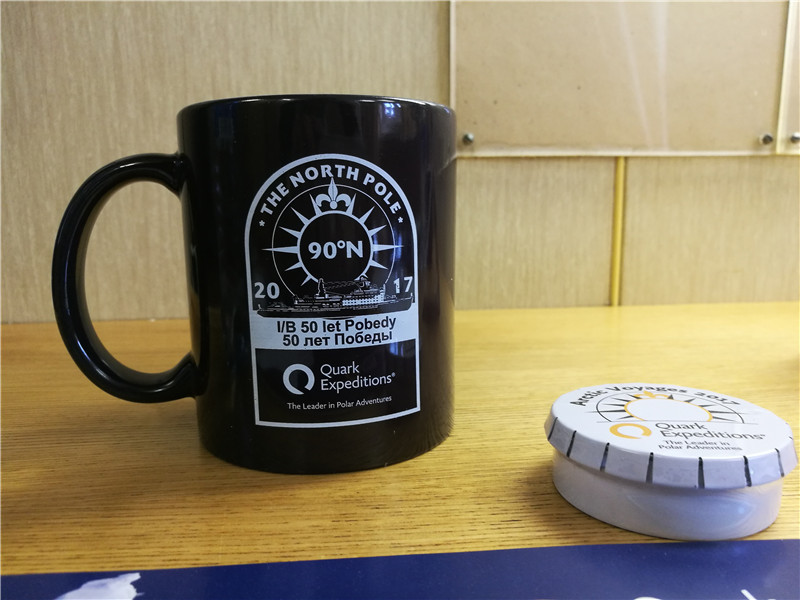 * THE NORTH POLE *
90°N
20 17
I/B 50 let Pobedy
50 лет Победы
Quark
Expeditions®
The Leader in Polar Adventures
Arctic Voyages 2017
Quark
Expeditions®
The Leader in
Polar Adventures